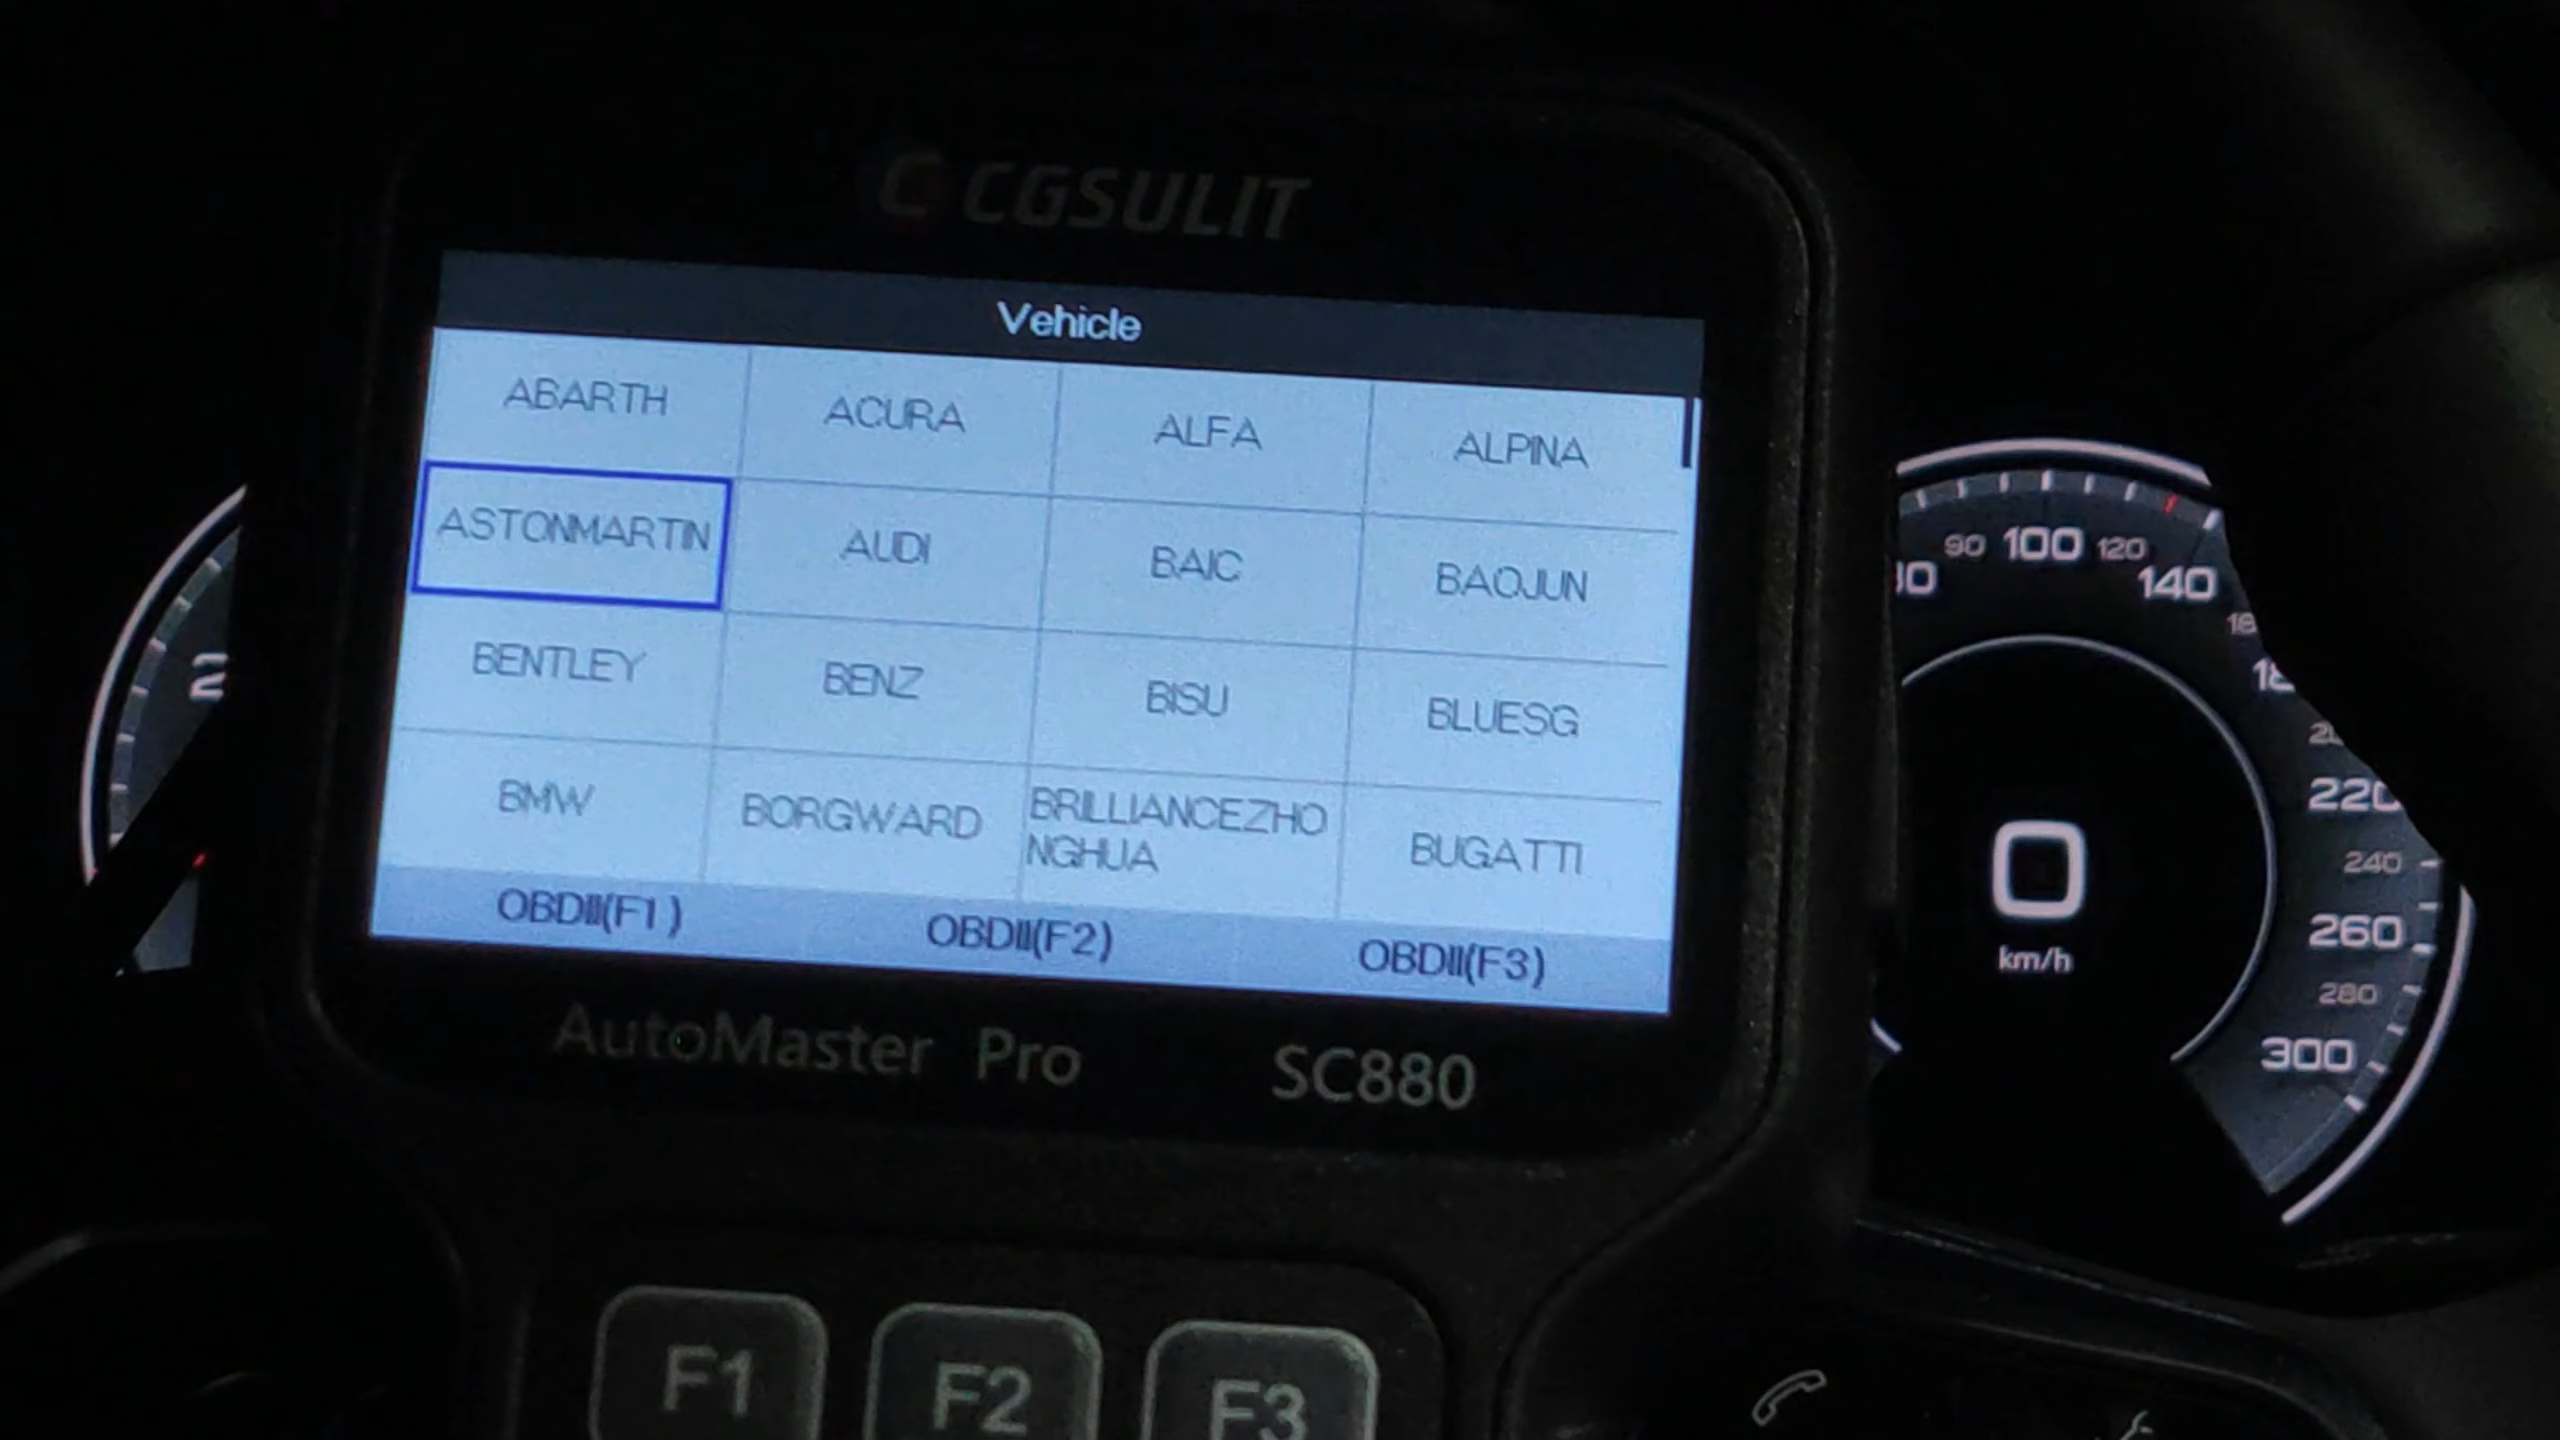 C CGSULIT
Vehicle
ABARTH ACURA ALFA ALPINA
ASTONMARTIN AUDI BAIC BAOJUN
BENTLEY BENZ BISU BLUESG
BMW BORGWARD BRILLIANCEZHO
NGHUA BUGATTI
OBDII(F1) OBDII(F2) OBDII(F3)
AutoMaster Pro SC880
F1 F2 F3
2
90 100 120
140
220
240
260
280
300
0
km/h